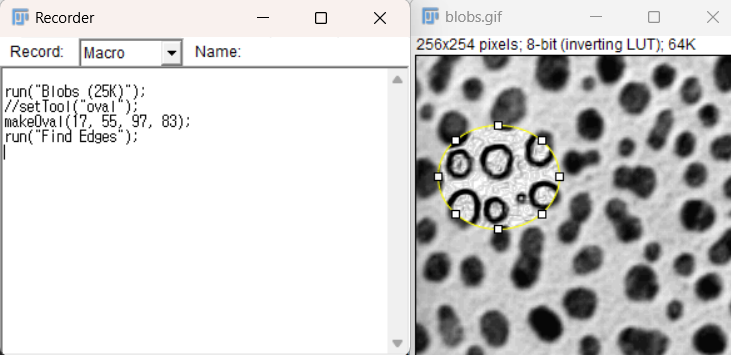 Recorder
Record: Macro Name:
run("Blobs (25K)");
//setTool("oval");
makeOval(17, 55, 97, 83);
run("Find Edges");
blobs.gif
256x254 pixels; 8-bit (inverting LUT); 64K